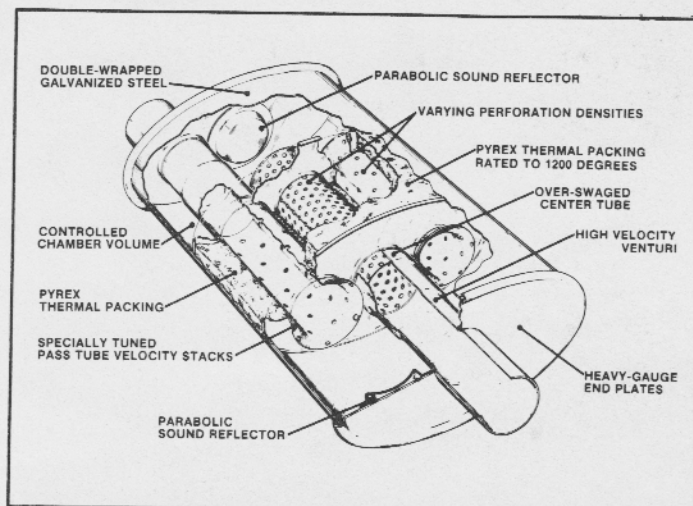 DOUBLE-WRAPPED
GALVANIZED STEEL
PARABOLIC SOUND REFLECTOR
VARYING PERFORATION DENSITIES
PYREX THERMAL PACKING
RATED TO 1200 DEGREES
OVER-SWAGED
CENTER TUBE
HIGH VELOCITY
VENTURI
CONTROLLED
CHAMBER VOLUME
PYREX
THERMAL PACKING
SPECIALLY TUNED
PASS TUBE VELOCITY STACKS
PARABOLIC
SOUND REFLECTOR
HEAVY-GAUGE
END PLATES